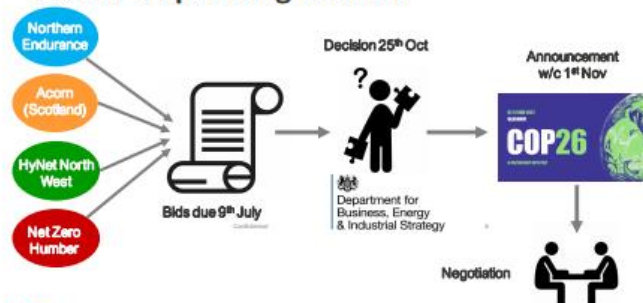 Northern
Endurance
Acorn
(Scotland)
HyNet North
West
Net Zero
Humber
Bids due 9th July
Decision 25th Oct
?
Department for
Business, Energy
& Industrial Strategy
Announcement
w/c 1st Nov
COP26
Negotiation